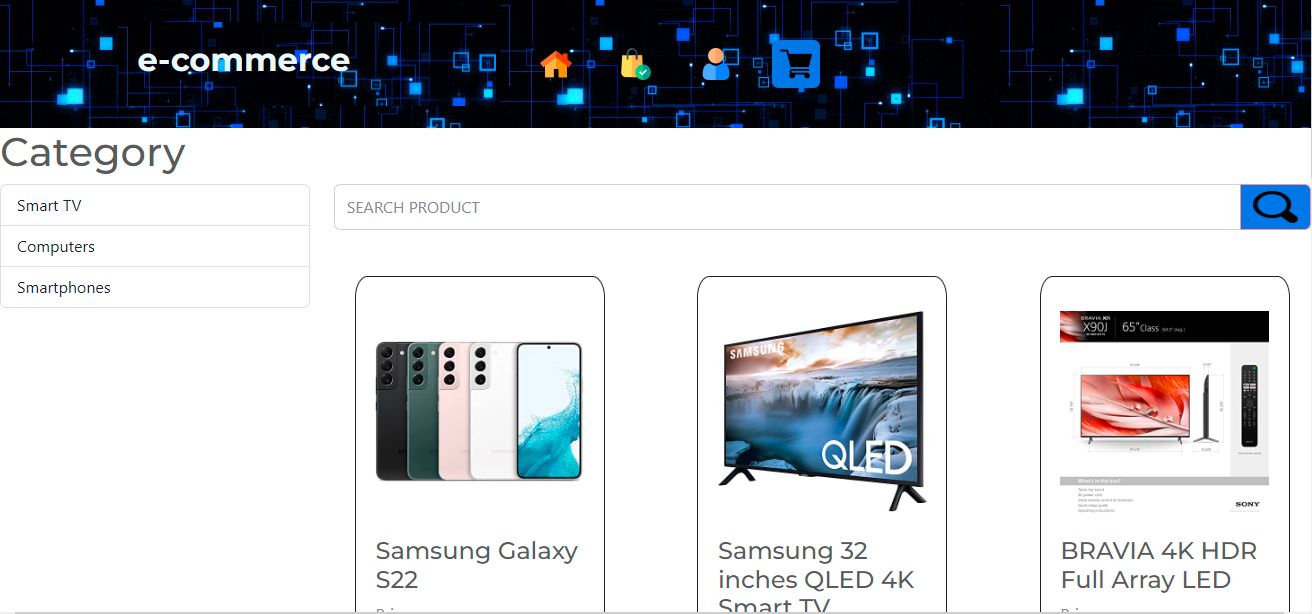 e-commerce
Category
Smart TV
Computers
Smartphones
SEARCH PRODUCT
SAMSUNG
QLED
BRAVIA XR
X90J
65" Class
What's in the box?
SONY
Samsung Galaxy
S22
Samsung 32
inches QLED 4K
Smart TV
BRAVIA 4K HDR
Full Array LED